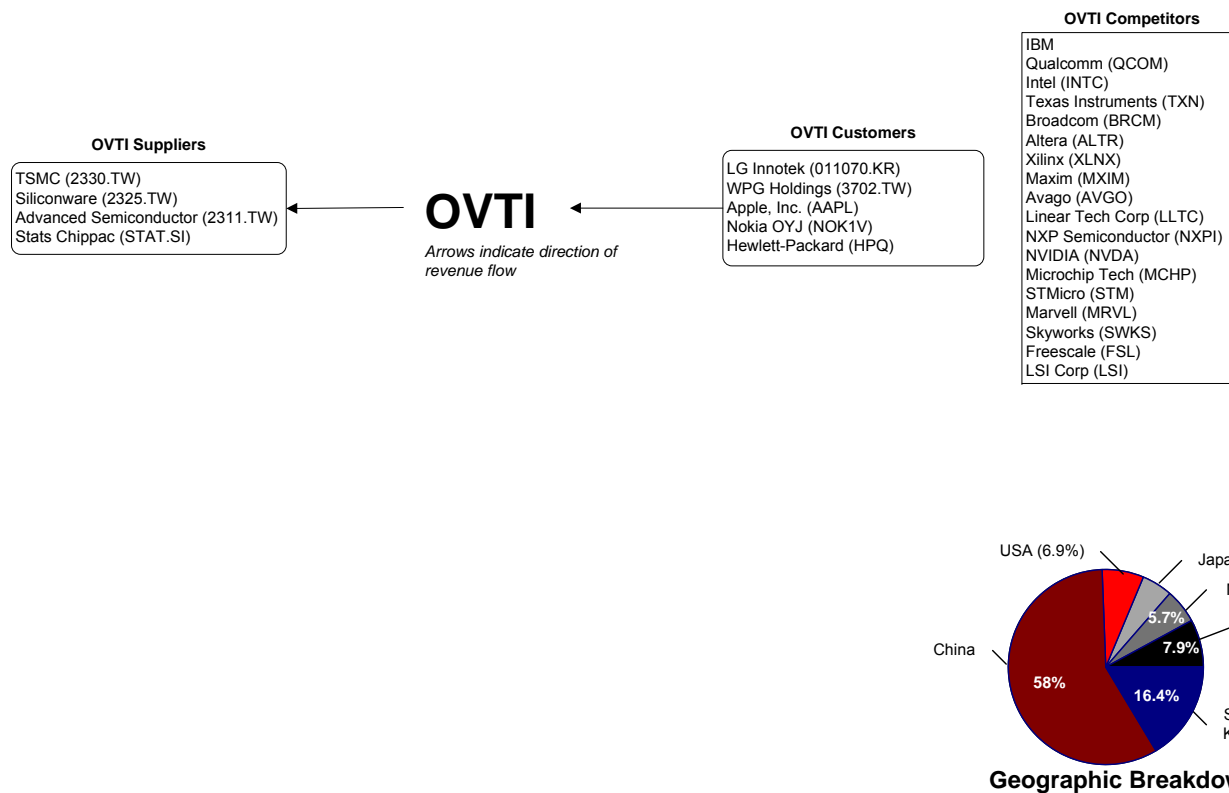 OVTI Competitors
IBM
Qualcomm (QCOM)
Intel (INTC)
Texas Instruments (TXN)
Broadcom (BRCM)
Altera (ALTR)
Xilinx (XLNX)
Maxim (MXIM)
Avago (AVGO)
Linear Tech Corp (LLTC)
NXP Semiconductor (NXPI)
NVIDIA (NVDA)
Microchip Tech (MCHP)
STMicro (STM)
Marvell (MRVL)
Skyworks (SWKS)
Freescale (FSL)
LSI Corp (LSI)
OVTI Suppliers
TSMC (2330.TW)
Siliconware (2325.TW)
Advanced Semiconductor (2311.TW)
Stats Chippac (STAT.SI)
OVTI
Arrows indicate direction of
revenue flow
OVTI Customers
LG Innotek (011070.KR)
WPG Holdings (3702.TW)
Apple, Inc. (AAPL)
Nokia OYJ (NOK1V)
Hewlett-Packard (HPQ)
USA (6.9%)
5.7%
7.9%
China
58%
16.4%
Geographic